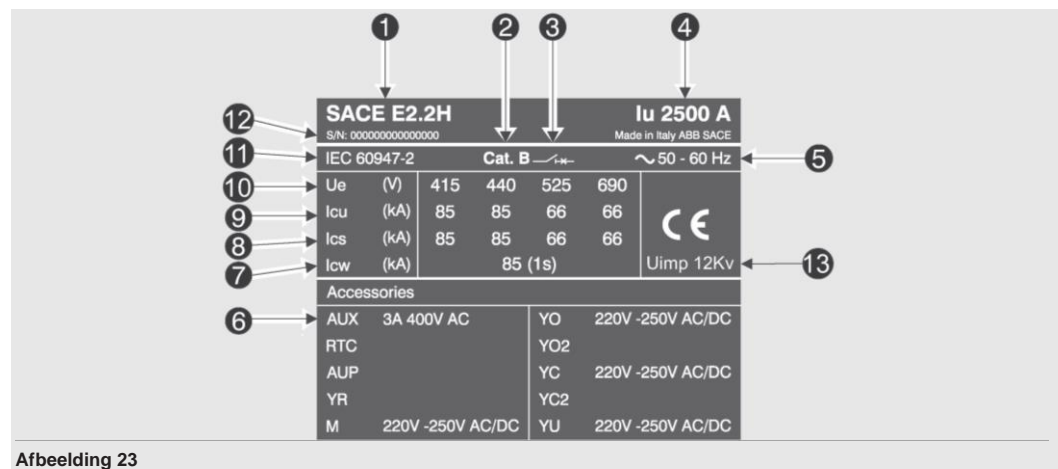 1 2 3 4
SACE E2.2H Iu 2500 A
12 S/N: 000000000000000 Made in Italy ABB SACE
11 IEC 60947-2 Cat. B 50 - 60 Hz 5
10 Ue (V) 415 440 525 690
9 Icu (kA) 85 85 66 66
CE
8 Ics (kA) 85 85 66 66
7 Icw (kA) 85 (1s) Uimp 12Kv 13
Accessories
6 AUX 3A 400V AC YO 220V -250V AC/DC
RTC YO2
AUP YC 220V -250V AC/DC
YR YC2
M 220V -250V AC/DC YU 220V -250V AC/DC
Afbeelding 23